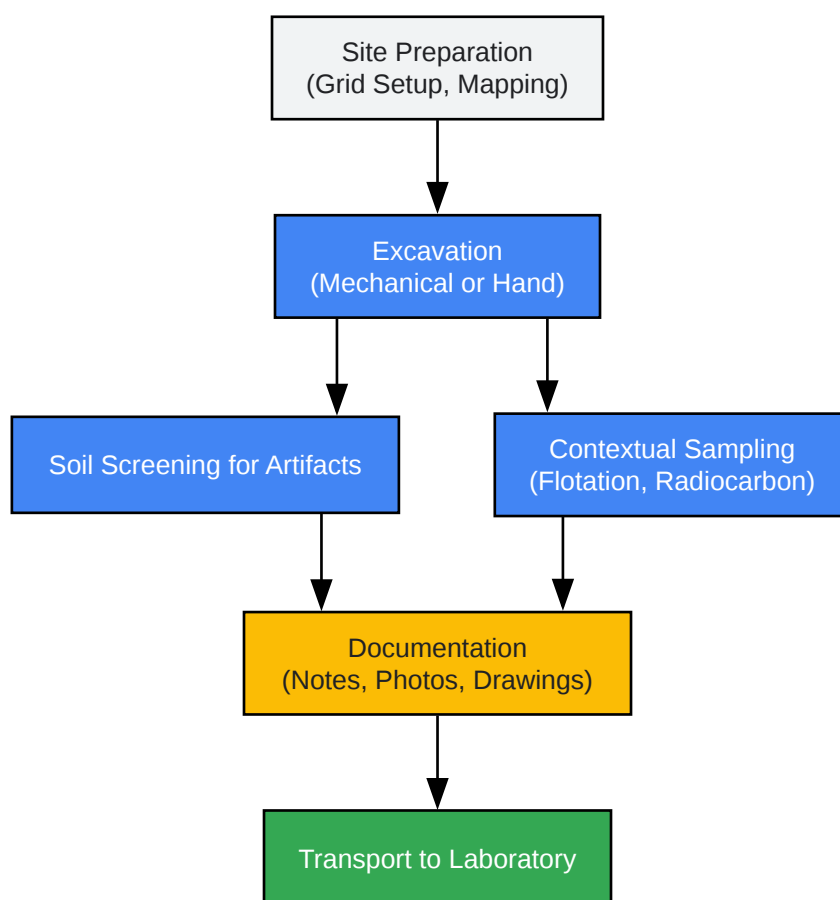 Site Preparation
(Grid Setup, Mapping)
Excavation
(Mechanical or Hand)
Soil Screening for Artifacts
Contextual Sampling
(Flotation, Radiocarbon)
Documentation
(Notes, Photos, Drawings)
Transport to Laboratory